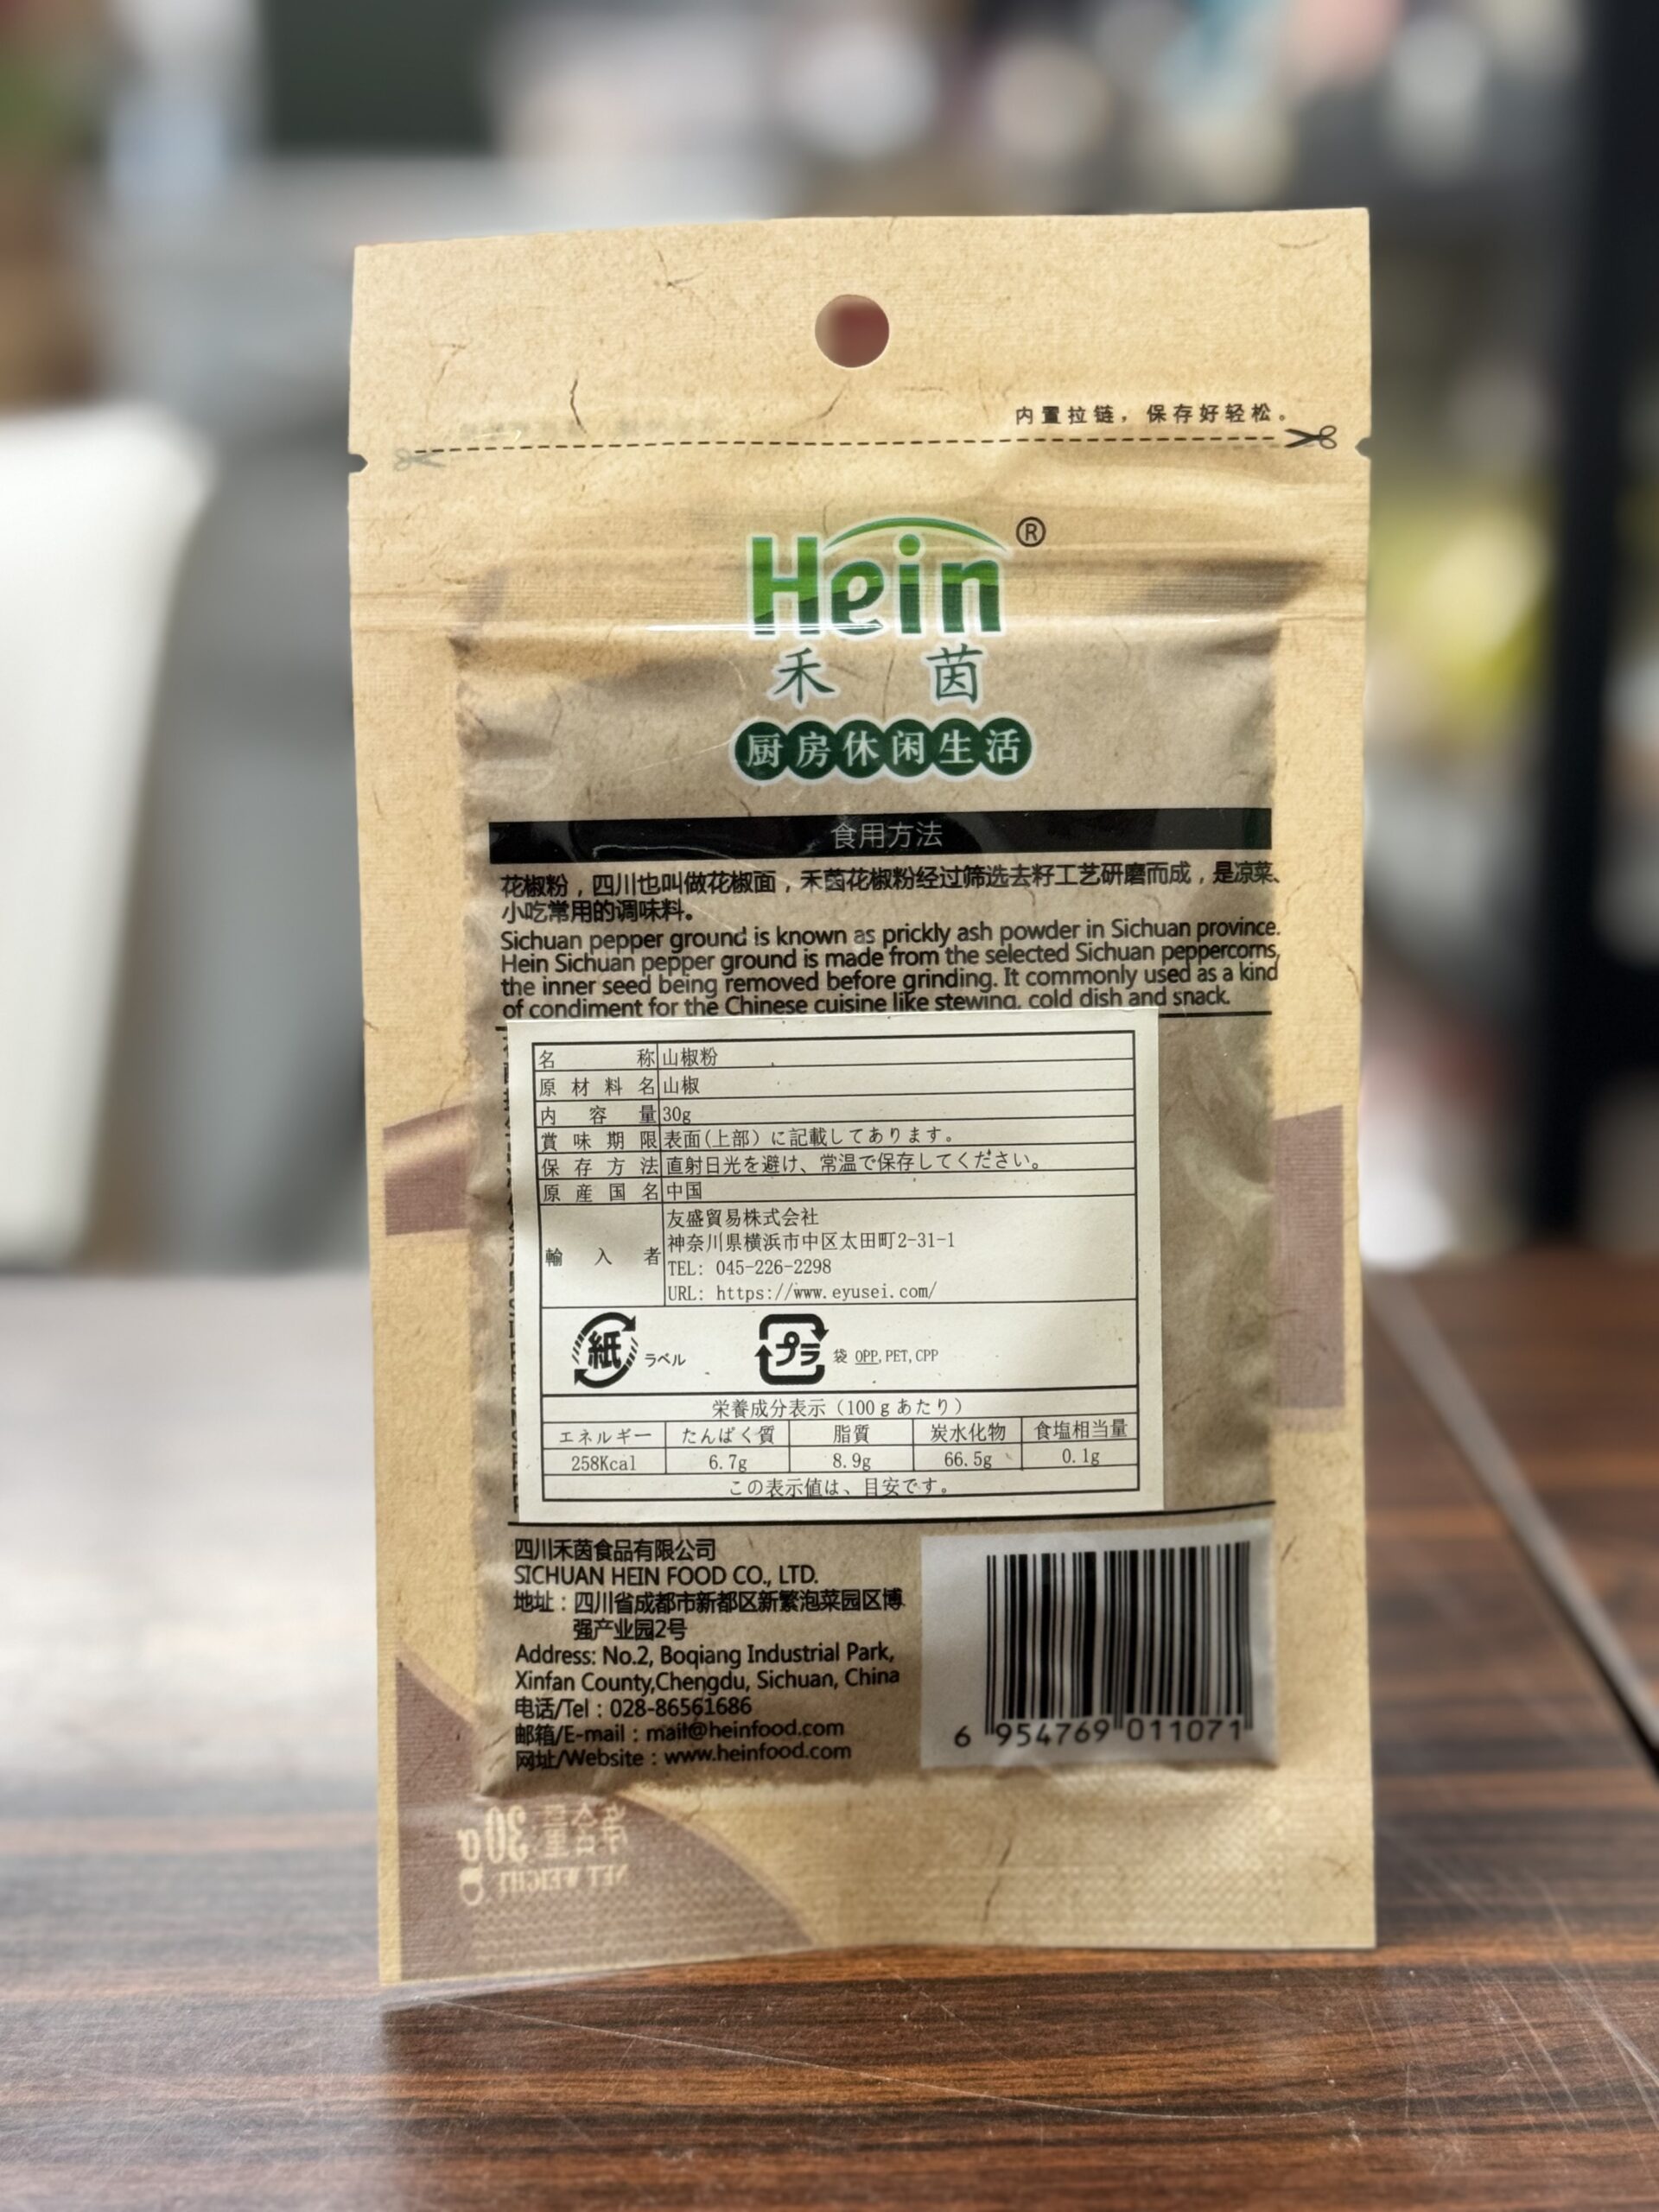 内置拉链，保存好轻松。
Hein®
禾茵
厨房休闲生活
食用方法
花椒粉，四川也叫做花椒面，禾茵花椒粉经过筛选去籽工艺研磨而成，是凉菜、
小吃常用的调味料。
Sichuan pepper ground is known as prickly ash powder in Sichuan province.
Hein Sichuan pepper ground is made from the selected Sichuan peppercorns,
the inner seed being removed before grinding. It commonly used as a kind
of condiment for the Chinese cuisine like stewing, cold dish and snack.
名称 山椒粉
原材料名 山椒
内容量 30g
賞味期限 表面(上部）に記載してあります。
保存方法 直射日光を避け、常温で保存してください。
原産国名 中国
輸入者 友盛貿易株式会社
神奈川県横浜市中区太田町2-31-1
TEL: 045-226-2298
URL: https://www.eyusei.com/
紙 ラベル プラ 袋 OPP,PET,CPP
栄養成分表示（100ｇあたり）
エネルギー たんぱく質 脂質 炭水化物 食塩相当量
258Kcal 6.7g 8.9g 66.5g 0.1g
この表示値は、目安です。
四川禾茵食品有限公司
SICHUAN HEIN FOOD CO., LTD.
地址：四川省成都市新都区新繁泡菜园区博
强产业园2号
Address: No.2, Boqiang Industrial Park,
Xinfan County,Chengdu, Sichuan, China
电话/Tel：028-86561686
邮箱/E-mail：mail@heinfood.com
网址/Website：www.heinfood.com
6 954769 011071
净含量:30g
NET WEIGHT